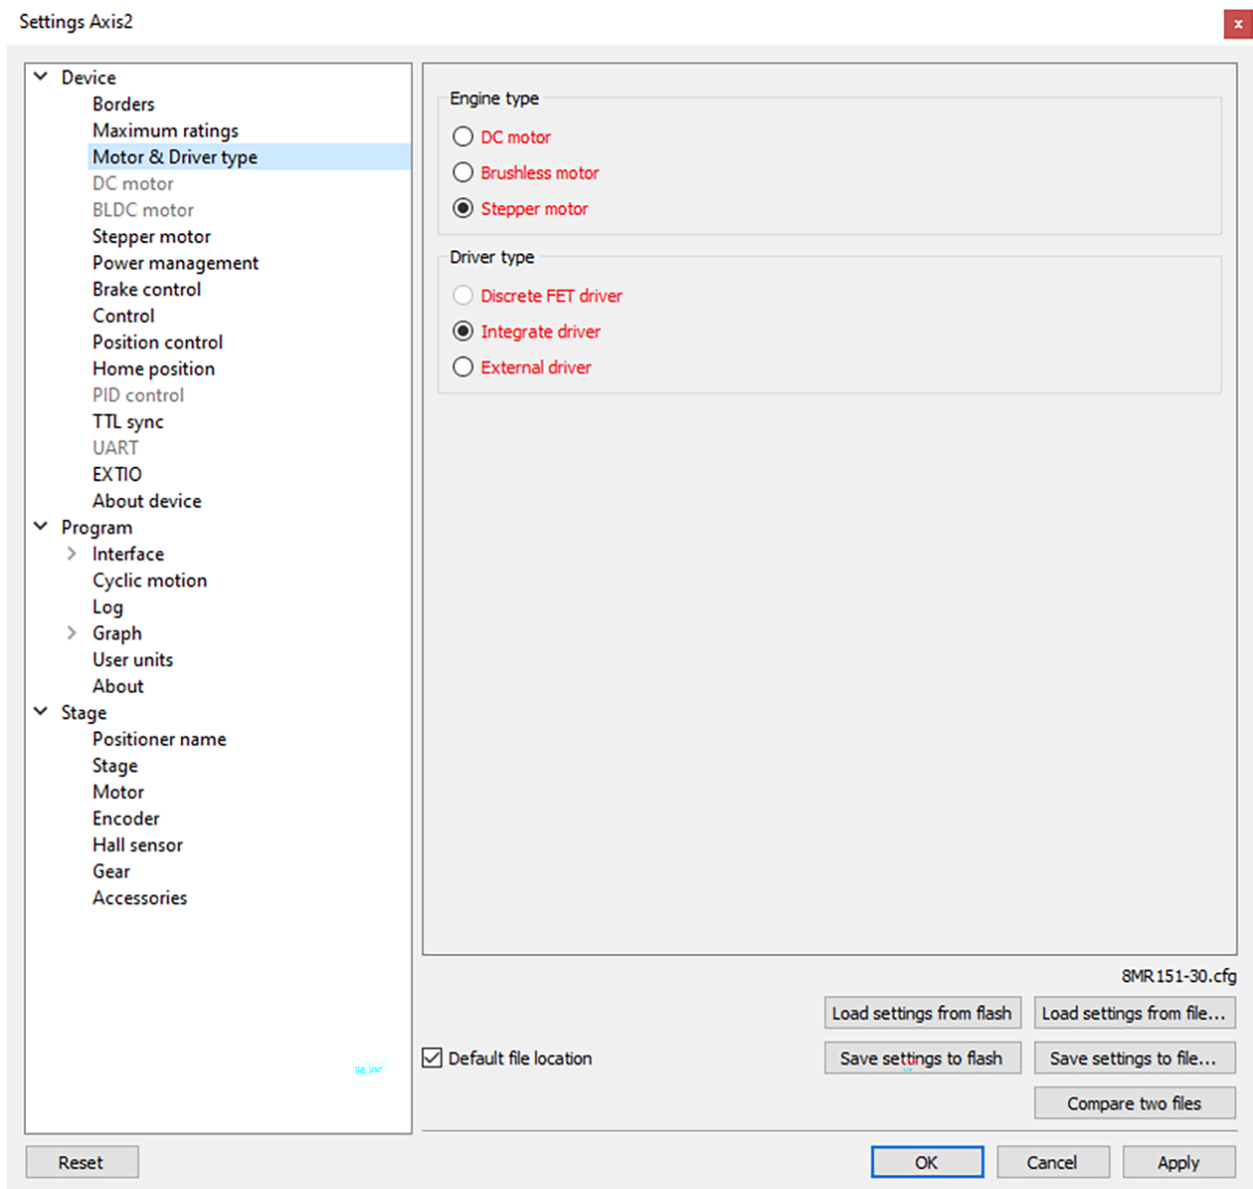 Settings Axis2
x
Device
Borders
Maximum ratings
Motor & Driver type
DC motor
BLDC motor
Stepper motor
Power management
Brake control
Control
Position control
Home position
PID control
TTL sync
UART
EXTIO
About device
Program
Interface
Cyclic motion
Log
Graph
User units
About
Stage
Positioner name
Stage
Motor
Encoder
Hall sensor
Gear
Accessories
Engine type
DC motor
Brushless motor
Stepper motor
Driver type
Discrete FET driver
Integrate driver
External driver
8MR151-30.cfg
Load settings from flash
Load settings from file...
Default file location
Save settings to flash
Save settings to file...
Compare two files
Reset
OK
Cancel
Apply